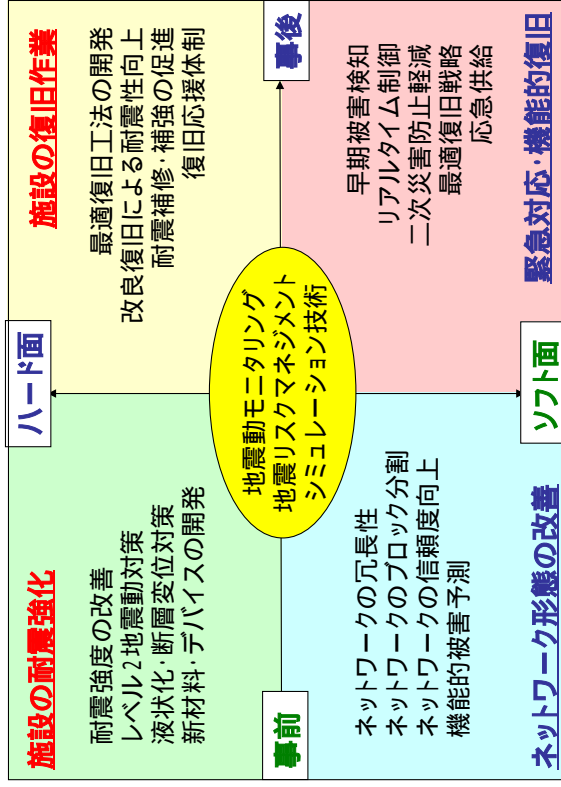 ハード面
施設の耐震強化
耐震強度の改善
レベル2地震動対策
液状化・断層変位対策
新材料・デバイスの開発
施設の復旧作業
最適復旧工法の開発
改良復旧による耐震性向上
耐震補修・補強の促進
復旧応援体制
事前
地震動モニタリング
地震リスクマネジメント
シミュレーション技術
事後
ネットワークの冗長性
ネットワークのブロック分割
ネットワークの信頼度向上
機能的被害予測
ネットワーク形態の改善
早期被害検知
リアルタイム制御
二次災害防止軽減
最適復旧戦略
応急供給
緊急対応・機能的復旧
ソフト面